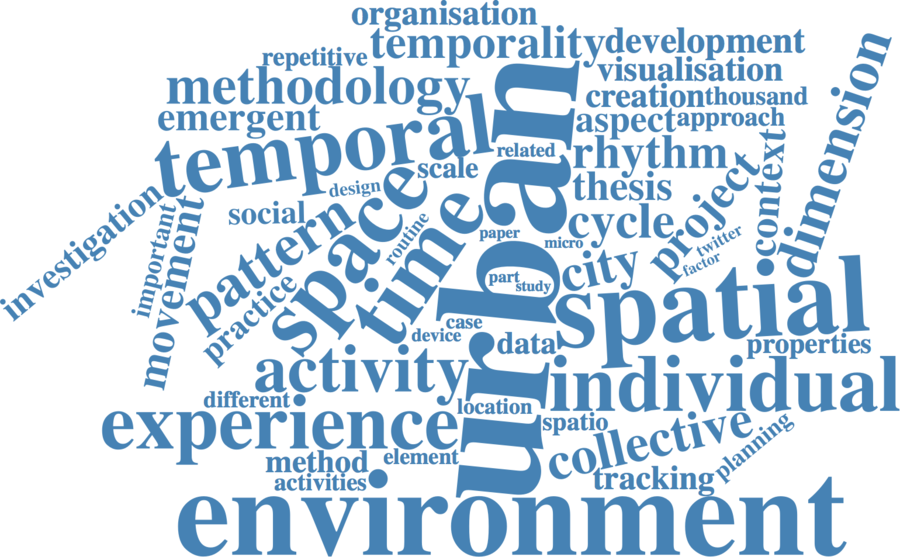 organisation
temporality
development
repetitive
visualisation
methodology
creation
thousand
emergent
aspect
approach
temporal
urban
related
rhythm
dimension
scale
context
design
thesis
investigation
important
movement
social
space
time
routine
paper
micro
cycle
project
twitter
factor
pattern
practice
city
part
study
spatial
device
case
data
properties
activity
individual
different
location
experience
spatio
collective
planning
method
element
activities
tracking
environment